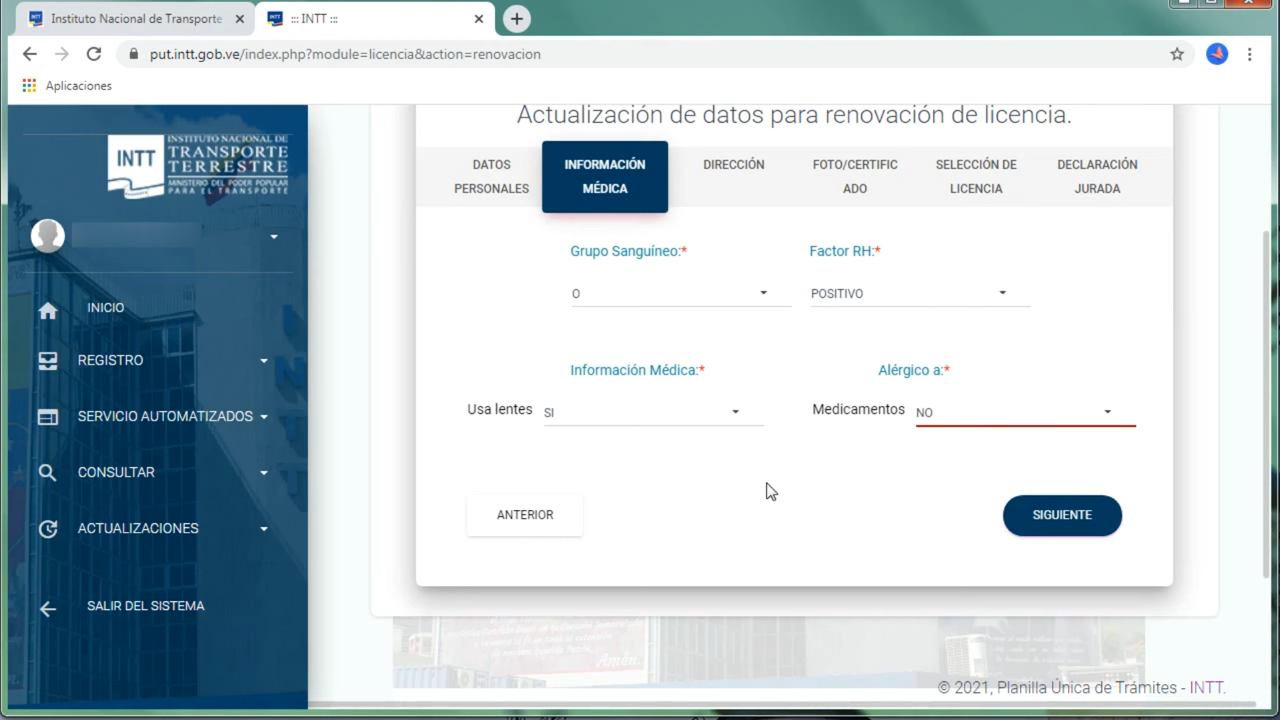 Instituto Nacional de Transporte
::: INTT :::
put.intt.gob.ve/index.php?module=licencia&action=renovacion
Aplicaciones
INTT
INSTITUTO NACIONAL DE
TRANSPORTE
TERRESTRE
MINISTERIO DEL PODER POPULAR
PARA EL TRANSPORTE
INICIO
REGISTRO
SERVICIO AUTOMATIZADOS
CONSULTAR
ACTUALIZACIONES
SALIR DEL SISTEMA
Actualización de datos para renovación de licencia.
DATOS
PERSONALES
INFORMACIÓN
MÉDICA
DIRECCIÓN
FOTO/CERTIFIC
ADO
SELECCIÓN DE
LICENCIA
DECLARACIÓN
JURADA
Grupo Sanguíneo:*
Factor RH:*
O
POSITIVO
Información Médica:*
Alérgico a:*
Usa lentes SI
Medicamentos NO
ANTERIOR
SIGUIENTE
Amán.
© 2021, Planilla Única de Trámites - INTT.